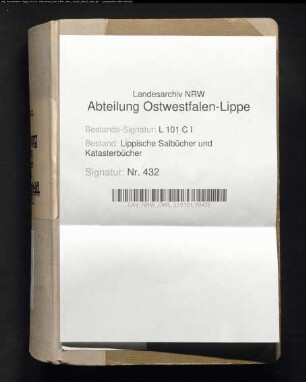 Landesarchiv NRW
Abteilung Ostwestfalen-Lippe
Bestands-Signatur: L 101 C I
Bestand: Lippische Salbücher und
Katasterbücher
Signatur: Nr. 432